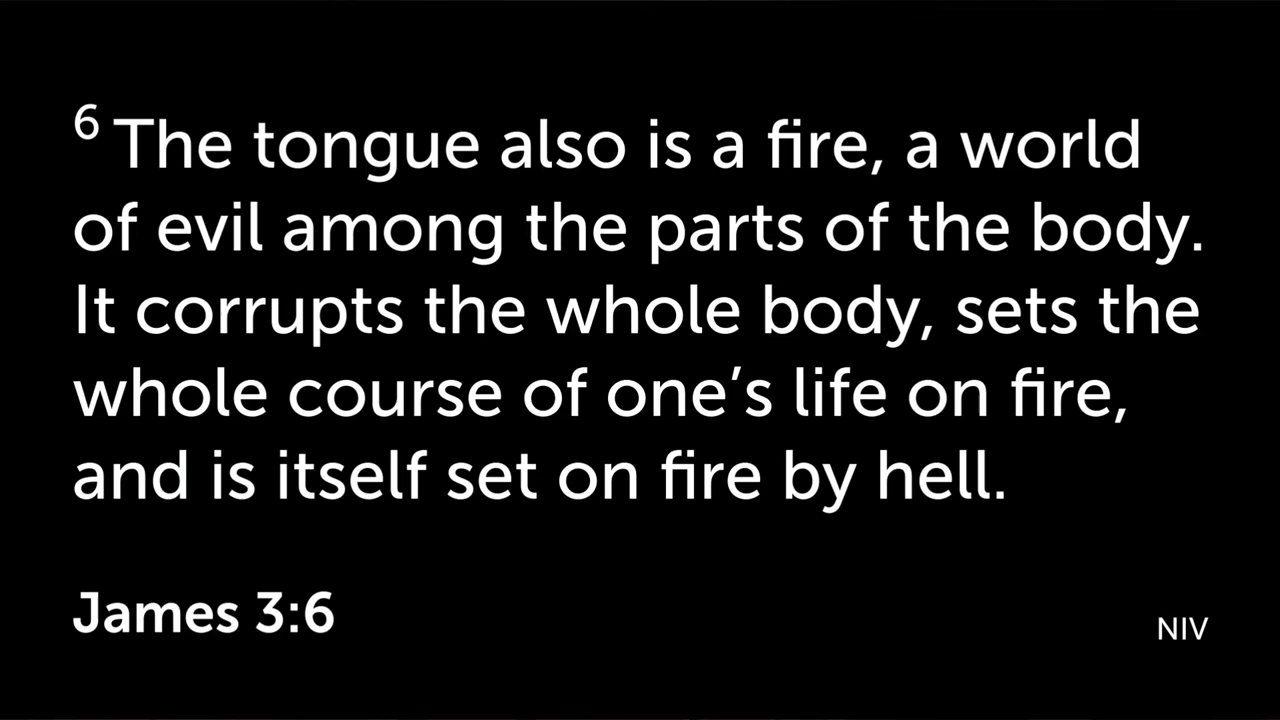 6 The tongue also is a fire, a world
of evil among the parts of the body.
It corrupts the whole body, sets the
whole course of one’s life on fire,
and is itself set on fire by hell.
James 3:6
NIV